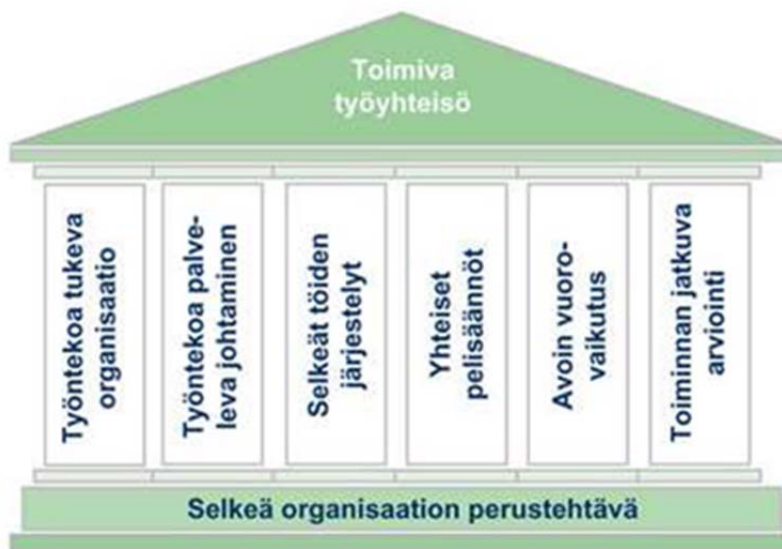 Toimiva
työyhteisö
Työntekoa tukeva
organisaatio
Työntekoa palve-
leva johtaminen
Selkeät töiden
järjestelyt
Yhteiset
pelisäännöt
Avoin vuoro-
vaikutus
Toiminnan jatkuva
arviointi
Selkeä organisaation perustehtävä